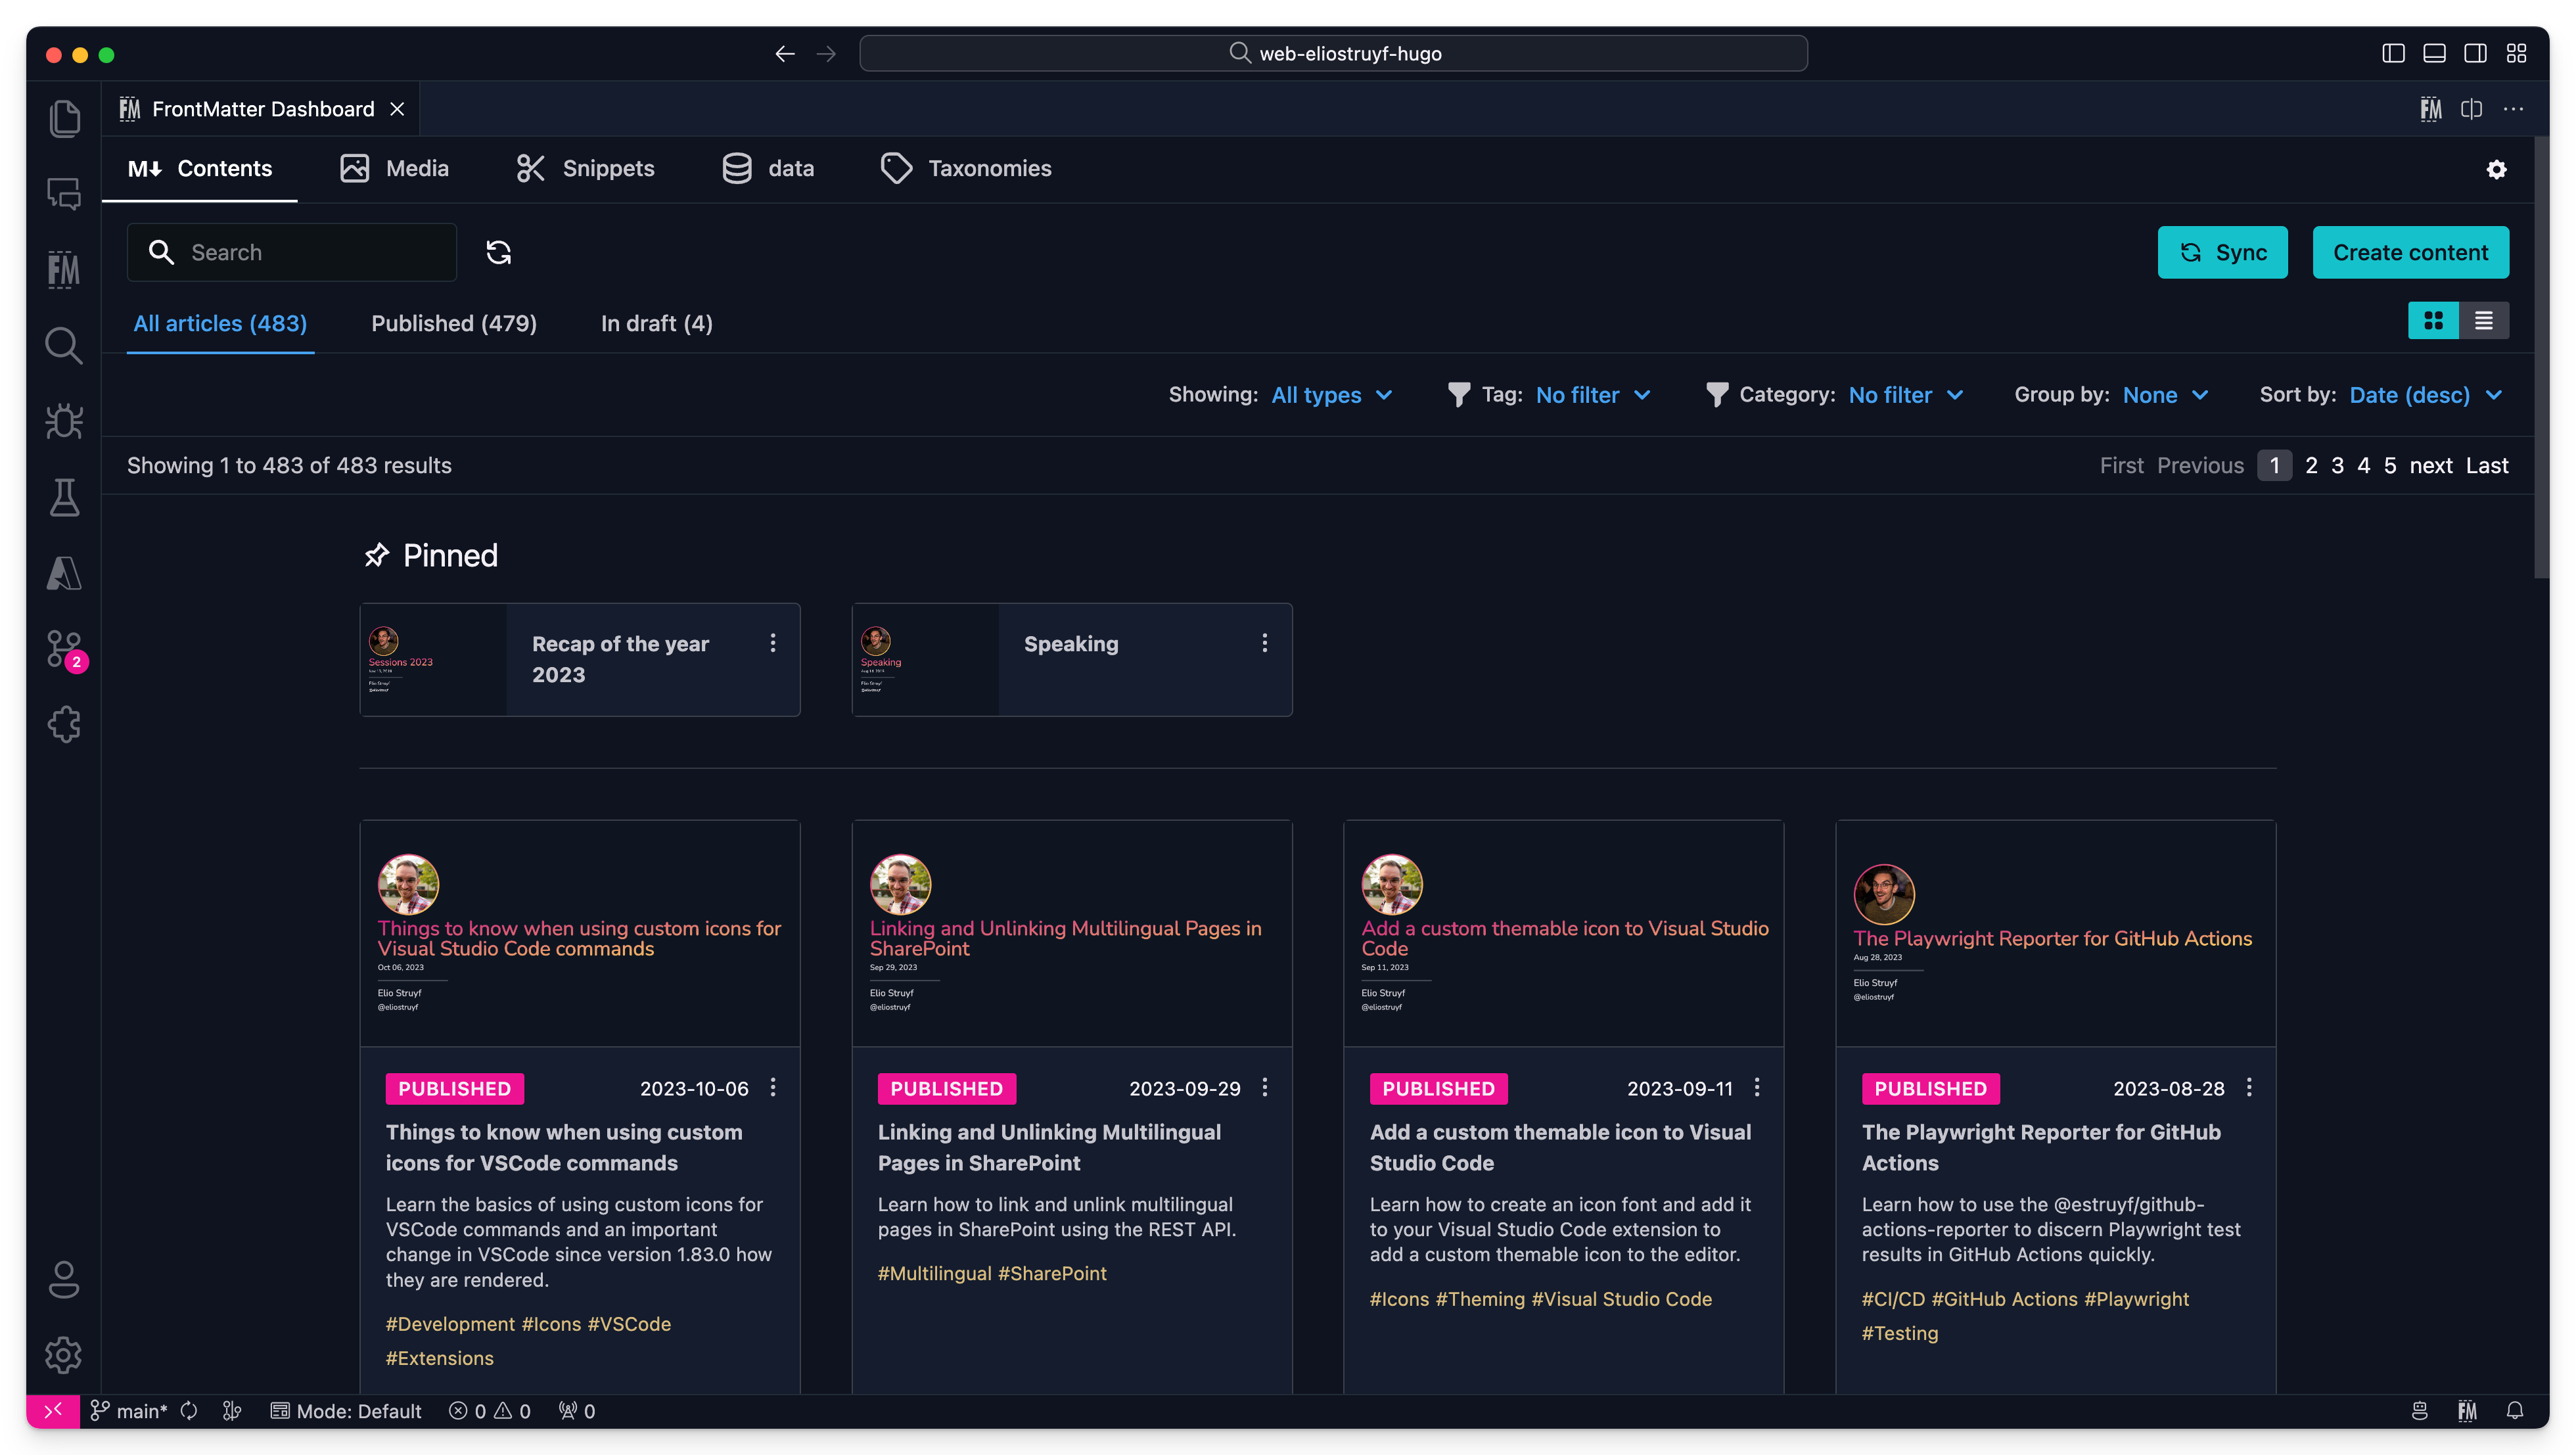 web-eliostruyf-hugo
FM FrontMatter Dashboard
FM
M Contents Media Snippets data Taxonomies
FM
Search
Sync Create content
All articles (483) Published (479) In draft (4)
Showing: All types Tag: No filter Category: No filter Group by: None Sort by: Date (desc)
Showing 1 to 483 of 483 results
First Previous 1 2 3 4 5 next Last
Pinned
Sessions 2023
Elio Struyf
@eliostruyf
Recap of the year
2023
Speaking
Elio Struyf
@eliostruyf
Speaking
2
Things to know when using custom icons for
Visual Studio Code commands
Oct 06, 2023
Elio Struyf
@eliostruyf
PUBLISHED 2023-10-06
Things to know when using custom
icons for VSCode commands
Learn the basics of using custom icons for
VSCode commands and an important
change in VSCode since version 1.83.0 how
they are rendered.
#Development #Icons #VSCode
#Extensions
Linking and Unlinking Multilingual Pages in
SharePoint
Sep 29, 2023
Elio Struyf
@eliostruyf
PUBLISHED 2023-09-29
Linking and Unlinking Multilingual
Pages in SharePoint
Learn how to link and unlink multilingual
pages in SharePoint using the REST API.
#Multilingual #SharePoint
Add a custom themable icon to Visual Studio
Code
Sep 11, 2023
Elio Struyf
@eliostruyf
PUBLISHED 2023-09-11
Add a custom themable icon to Visual
Studio Code
Learn how to create an icon font and add it
to your Visual Studio Code extension to
add a custom themable icon to the editor.
#Icons #Theming #Visual Studio Code
The Playwright Reporter for GitHub Actions
Aug 28, 2023
Elio Struyf
@eliostruyf
PUBLISHED 2023-08-28
The Playwright Reporter for GitHub
Actions
Learn how to use the @estruyf/github-
actions-reporter to discern Playwright test
results in GitHub Actions quickly.
#CI/CD #GitHub Actions #Playwright
#Testing
main* Mode: Default 0 0 0 FM